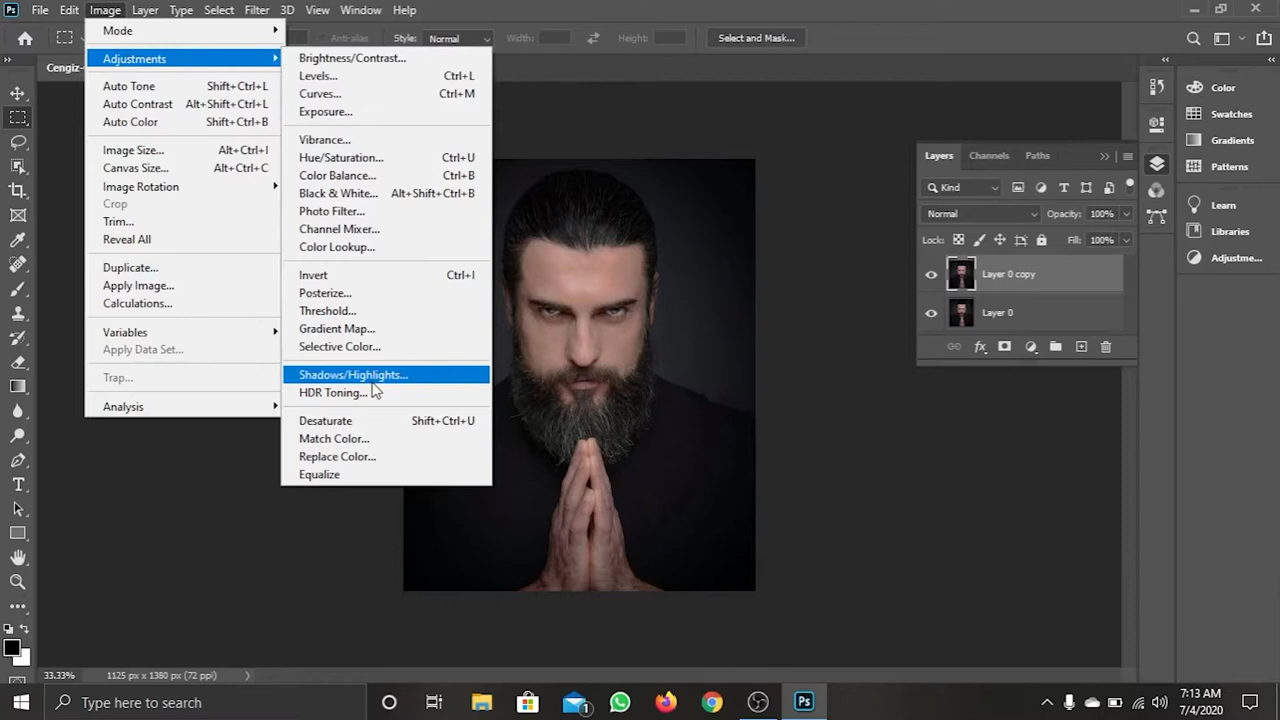 Ps File Edit Image Layer Type Select Filter 3D View Window Help
Anti-alias Style: Normal Width: Height: Select and Mask...
Cengiz-
Mode
Adjustments
Auto Tone Shift+Ctrl+L
Auto Contrast Alt+Shift+Ctrl+L
Auto Color Shift+Ctrl+B
Image Size... Alt+Ctrl+I
Canvas Size... Alt+Ctrl+C
Image Rotation
Crop
Trim...
Reveal All
Duplicate...
Apply Image...
Calculations...
Variables
Apply Data Set...
Trap...
Analysis
Brightness/Contrast...
Levels... Ctrl+L
Curves... Ctrl+M
Exposure...
Vibrance...
Hue/Saturation... Ctrl+U
Color Balance... Ctrl+B
Black & White... Alt+Shift+Ctrl+B
Photo Filter...
Channel Mixer...
Color Lookup...
Invert Ctrl+I
Posterize...
Threshold...
Gradient Map...
Selective Color...
Shadows/Highlights...
HDR Toning...
Desaturate Shift+Ctrl+U
Match Color...
Replace Color...
Equalize
Layers Channels Paths
Kind
Normal Opacity: 100%
Lock: Fill: 100%
Layer 0 copy
Layer 0
Color
Swatches
Gradients
Patterns
Learn
Libraries
Adjustme...
33.33% 1125 px x 1380 px (72 ppi)
Type here to search
1
Ps
7:13 AM
7/4/2020